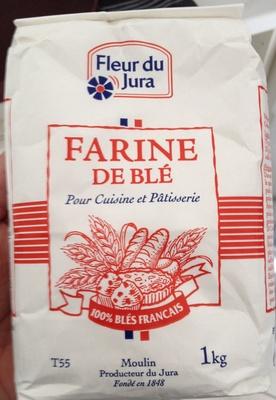 Fleur du
Jura
FARINE
DE BLÉ
Pour Cuisine et Pâtisserie
100% BLÉS FRANÇAIS
T55
Moulin
Producteur du Jura
Fondé en 1848
1kg